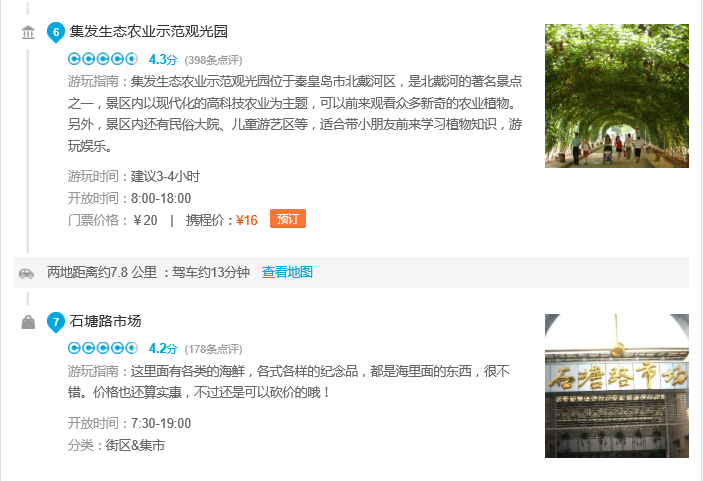 6 集发生态农业示范观光园
4.3分 (398条点评)
游玩指南：集发生态农业示范观光园位于秦皇岛市北戴河区，是北戴河的著名景点
之一，景区内以现代化的高科技农业为主题，可以前来观看众多新奇的农业植物。
另外，景区内还有民俗大院、儿童游艺区等，适合带小朋友前来学习植物知识，游
玩娱乐。
游玩时间：建议3-4小时
开放时间：8:00-18:00
门票价格：￥20 | 携程价：¥16 预订
两地距离约7.8 公里 ：驾车约13分钟 查看地图
7 石塘路市场
4.2分 (178条点评)
游玩指南：这里面有各类的海鲜，各式各样的纪念品，都是海里面的东西，很不
错。价格也还算实惠，不过还是可以砍价的哦！
石塘路市场
开放时间：7:30-19:00
分类：街区&集市